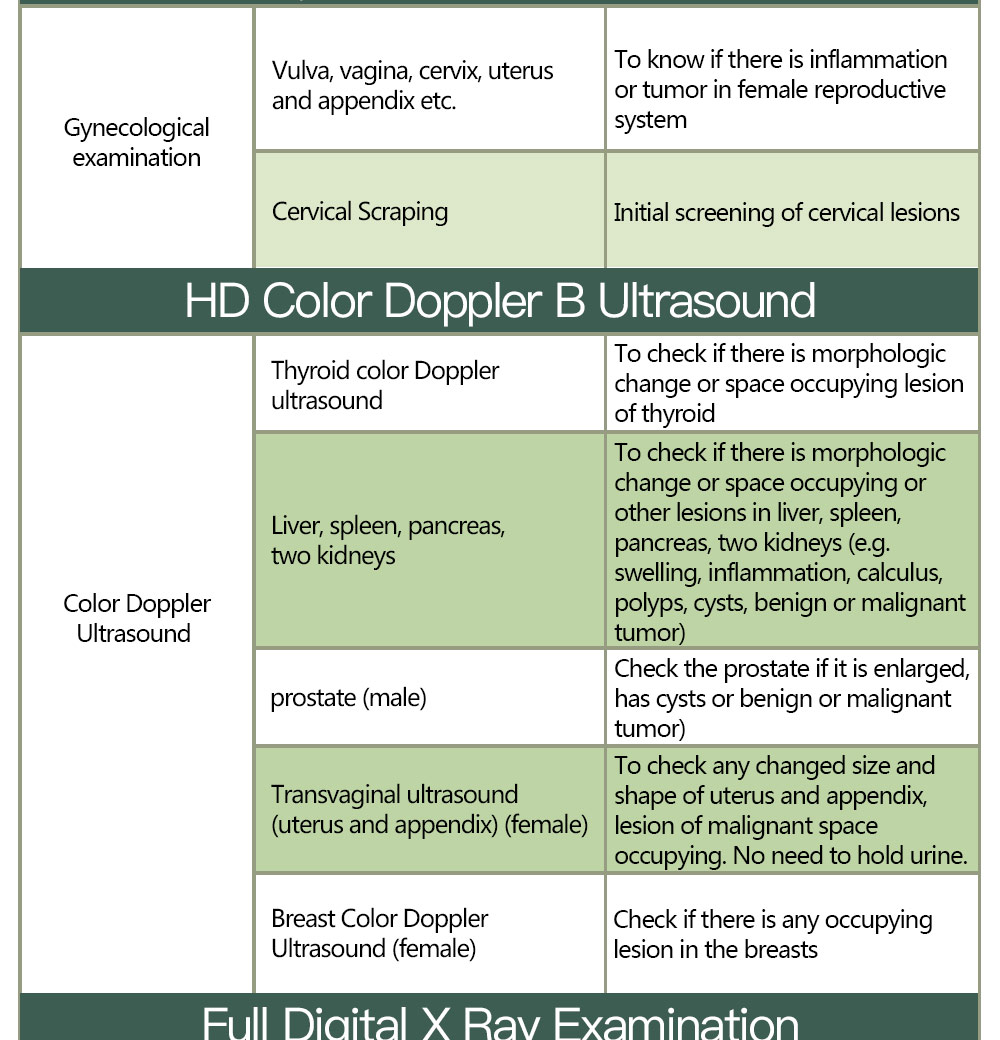 Gynecological
examination
Vulva, vagina, cervix, uterus
and appendix etc.
To know if there is inflammation
or tumor in female reproductive
system
Cervical Scraping
Initial screening of cervical lesions
HD Color Doppler B Ultrasound
Color Doppler
Ultrasound
Thyroid color Doppler
ultrasound
To check if there is morphologic
change or space occupying lesion
of thyroid
Liver, spleen, pancreas,
two kidneys
To check if there is morphologic
change or space occupying or
other lesions in liver, spleen,
pancreas, two kidneys (e.g.
swelling, inflammation, calculus,
polyps, cysts, benign or malignant
tumor)
prostate (male)
Check the prostate if it is enlarged,
has cysts or benign or malignant
tumor)
Transvaginal ultrasound
(uterus and appendix) (female)
To check any changed size and
shape of uterus and appendix,
lesion of malignant space
occupying. No need to hold urine.
Breast Color Doppler
Ultrasound (female)
Check if there is any occupying
lesion in the breasts
Full Digital X Ray Examination